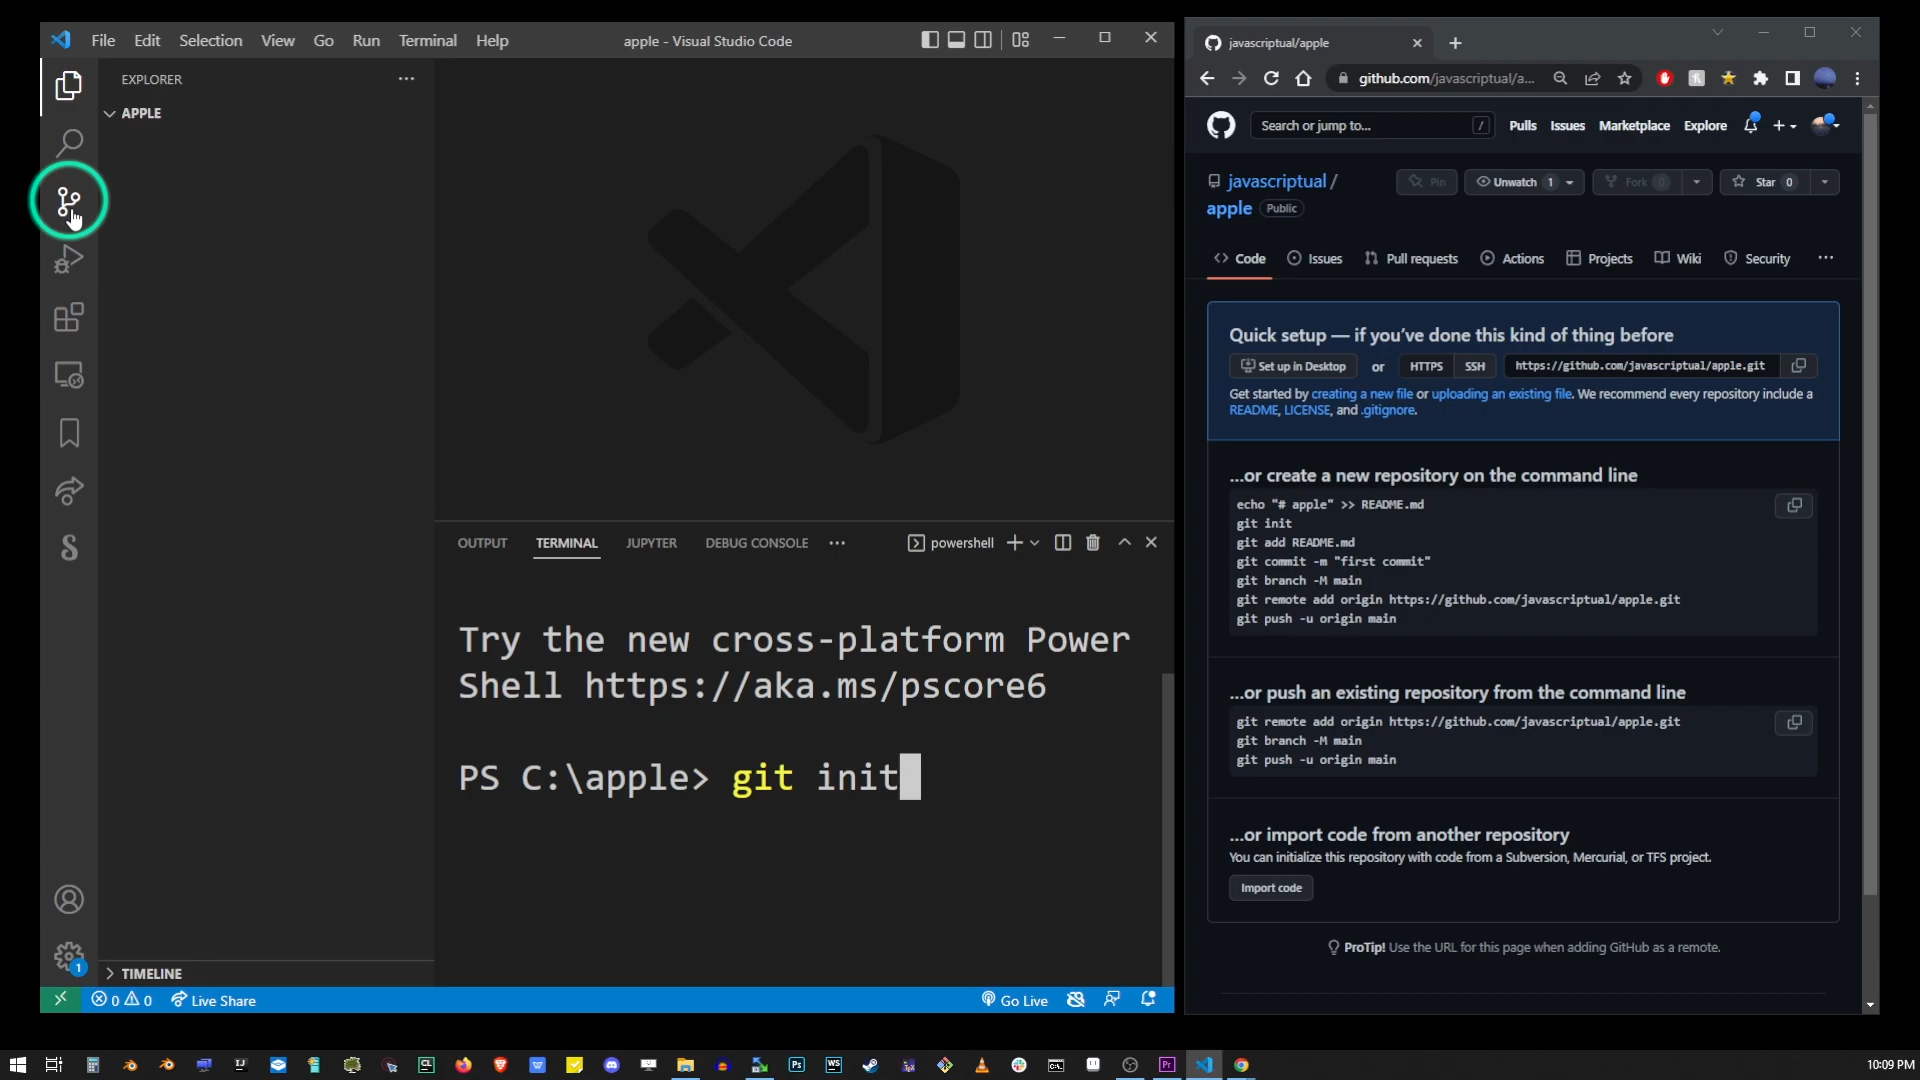 File Edit Selection View Go Run Terminal Help
apple - Visual Studio Code
EXPLORER
APPLE
OUTPUT TERMINAL JUPYTER DEBUG CONSOLE
powershell
Try the new cross-platform Power
Shell https://aka.ms/pscore6
PS C:\apple> git init
1
TIMELINE
0 0 Live Share
Go Live
javascriptual/apple
github.com/javascriptual/a...
Search or jump to... /
Pulls Issues Marketplace Explore
javascriptual /
apple Public
Pin Unwatch 1 Fork 0 Star 0
Code Issues Pull requests Actions Projects Wiki Security
Quick setup — if you've done this kind of thing before
Set up in Desktop or HTTPS SSH https://github.com/javascriptual/apple.git
Get started by creating a new file or uploading an existing file. We recommend every repository include a
README, LICENSE, and .gitignore.
...or create a new repository on the command line
echo "# apple" >> README.md
git init
git add README.md
git commit -m "first commit"
git branch -M main
git remote add origin https://github.com/javascriptual/apple.git
git push -u origin main
...or push an existing repository from the command line
git remote add origin https://github.com/javascriptual/apple.git
git branch -M main
git push -u origin main
...or import code from another repository
You can initialize this repository with code from a Subversion, Mercurial, or TFS project.
Import code
ProTip! Use the URL for this page when adding GitHub as a remote.
IJ
CL
W
Ps
WS
Pr
10:09 PM